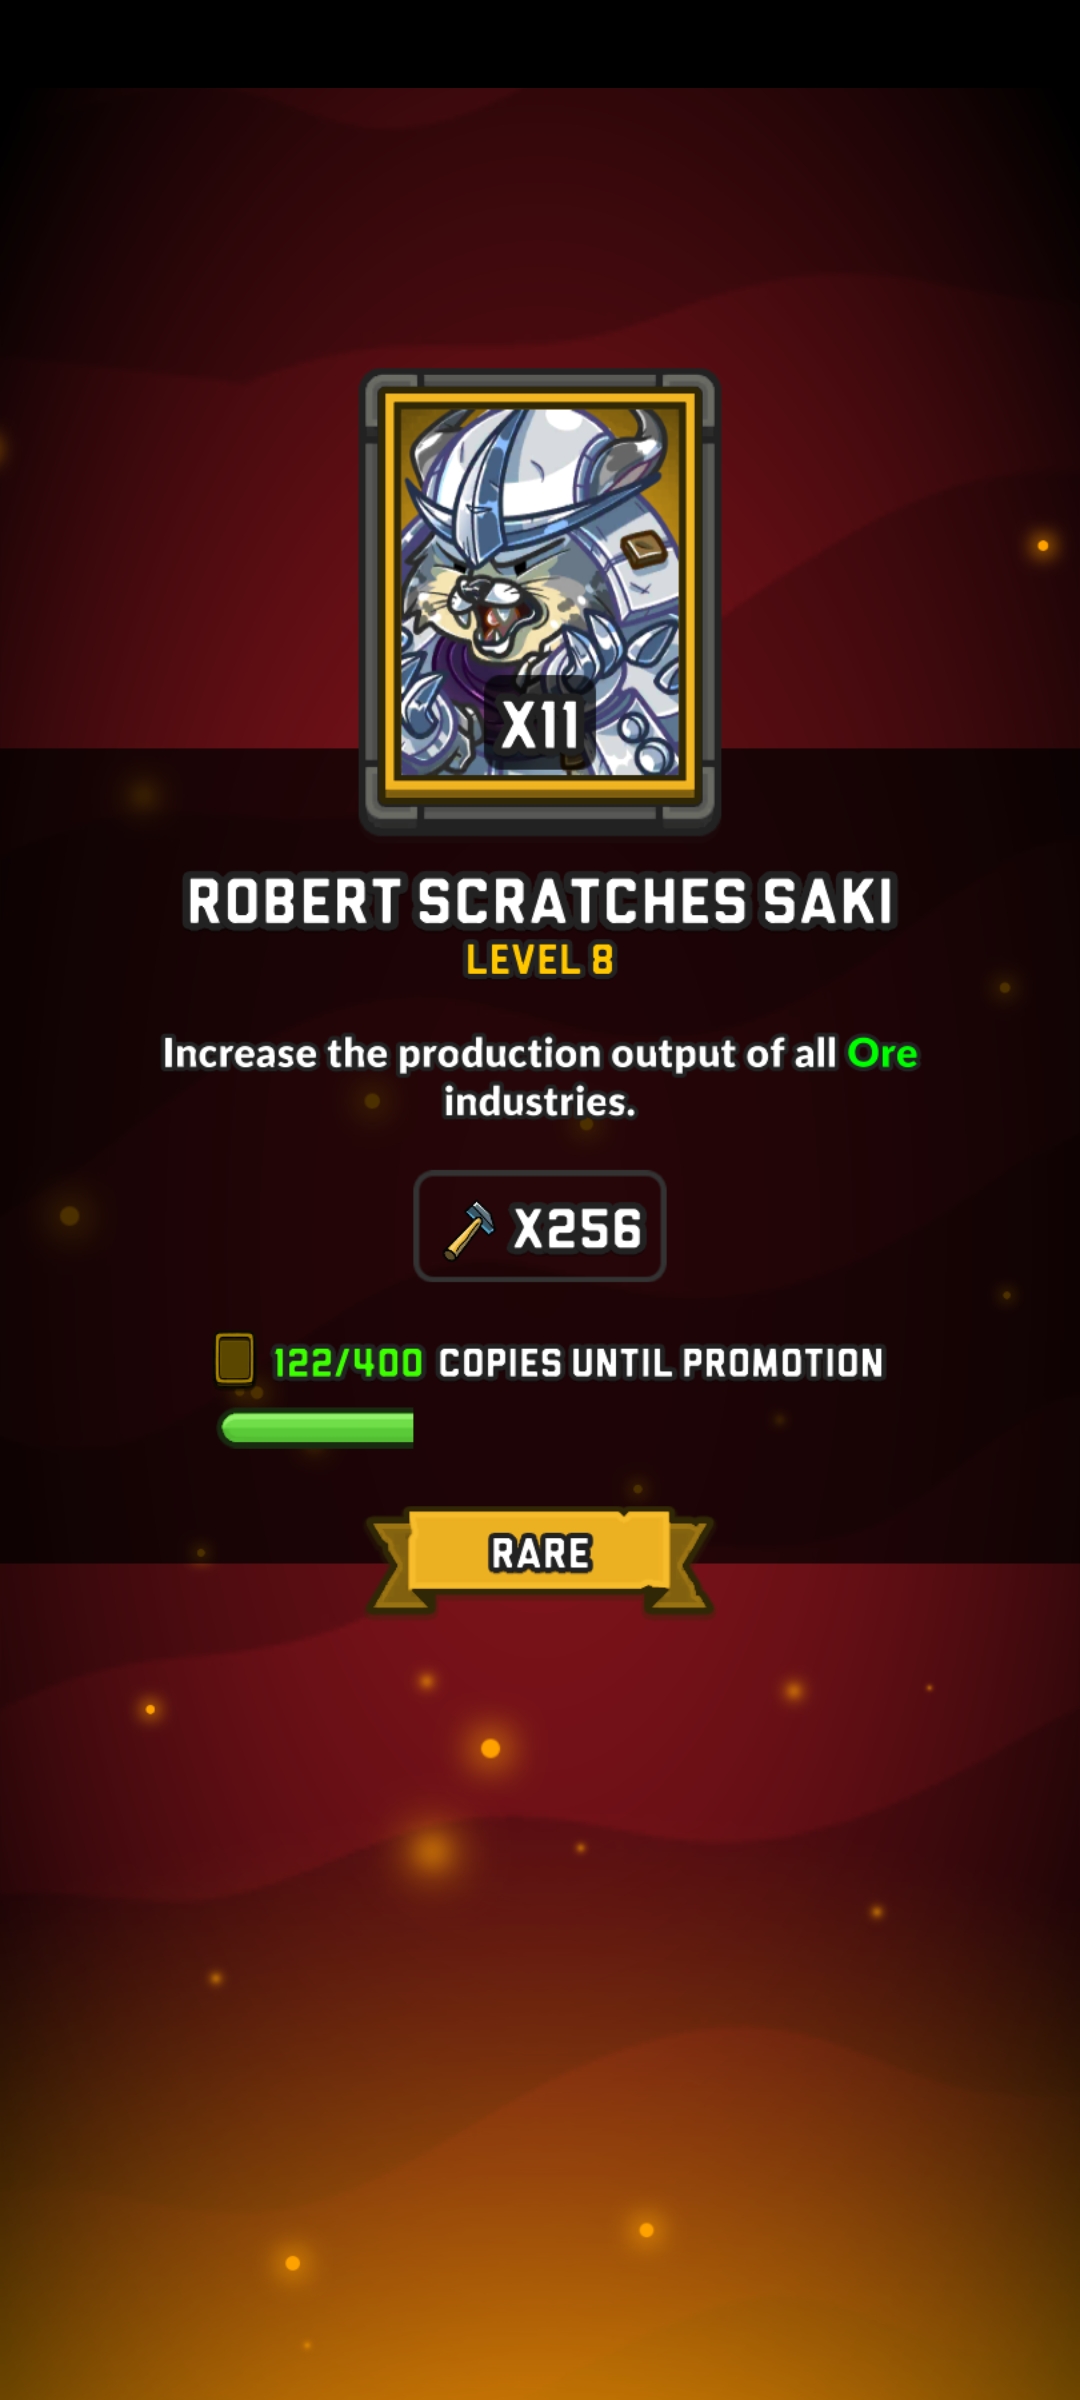 X11
ROBERT SCRATCHES SAKI
LEVEL 8
Increase the production output of all Ore
industries.
X256
122/400 COPIES UNTIL PROMOTION
RARE